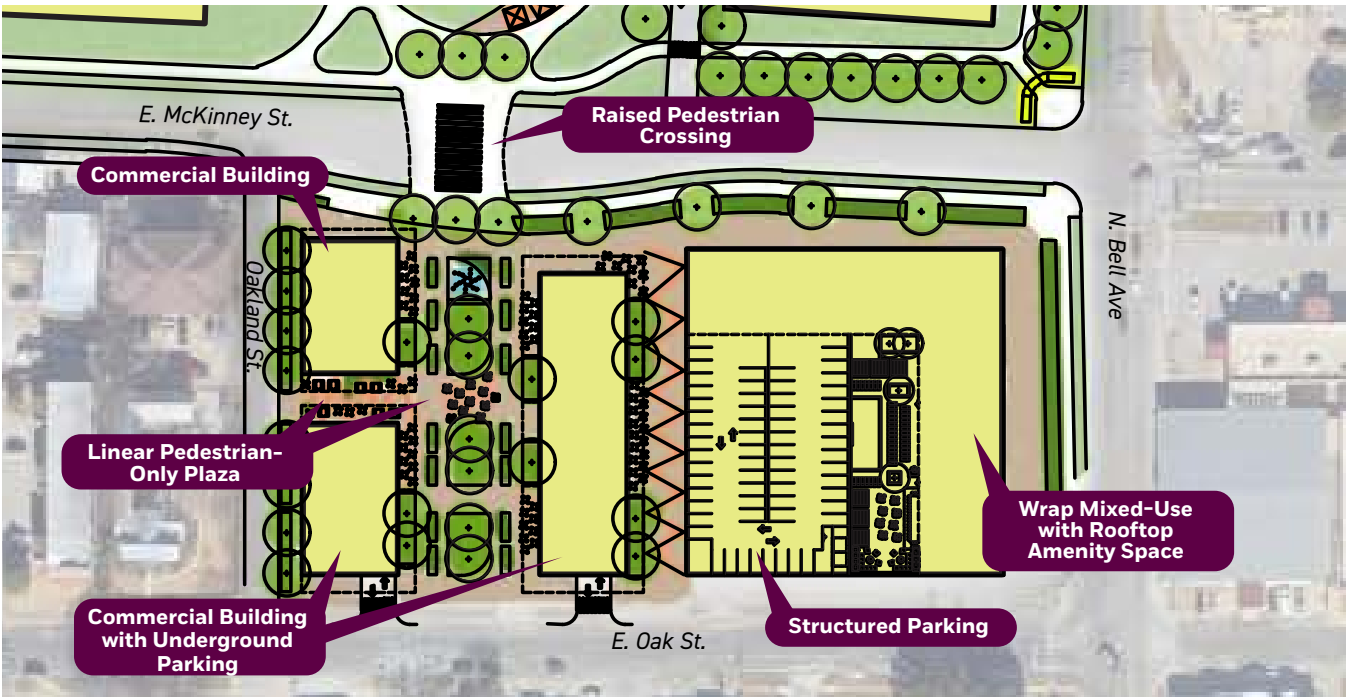 E. McKinney St.
Raised Pedestrian
Crossing
Commercial Building
N. Bell Ave
Oakland St.
Linear Pedestrian-
Only Plaza
Wrap Mixed-Use
with Rooftop
Amenity Space
Commercial Building
with Underground
Parking
Structured Parking
E. Oak St.